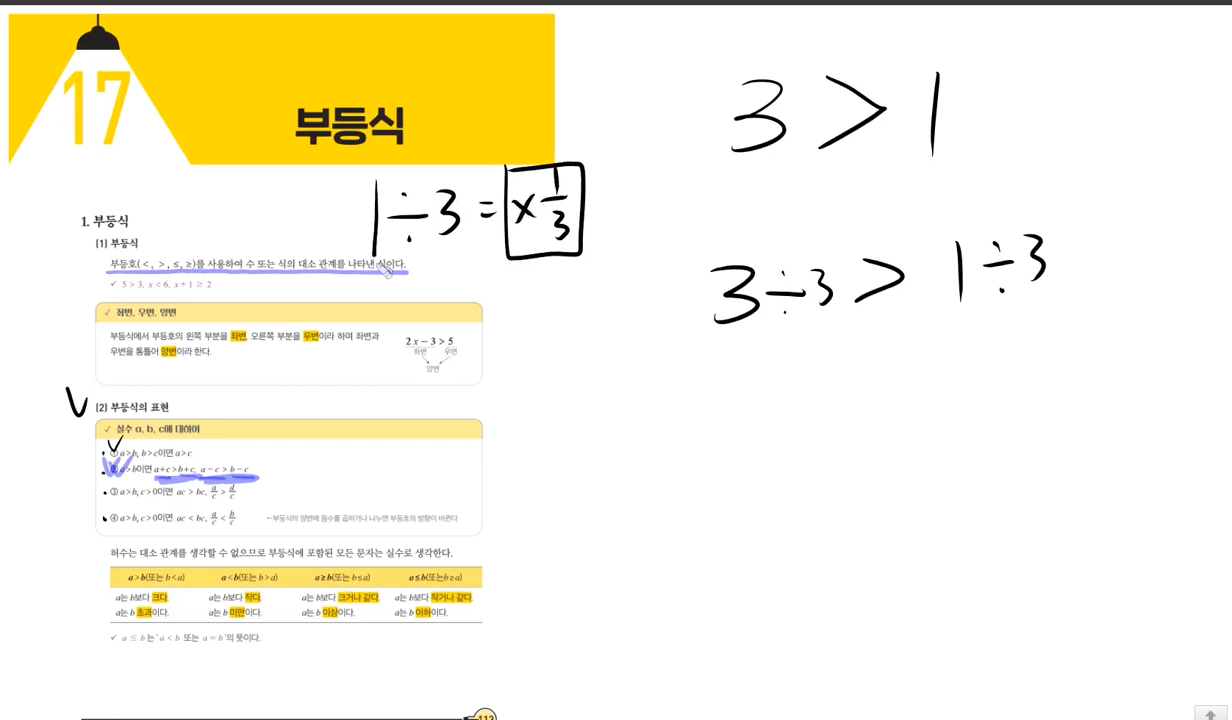 17
부등식
3 > 1
1 ÷ 3 = × 1/3
3 ÷ 3 > 1 ÷ 3
1. 부등식
(1) 부등식
부등호(<, >, ≤, ≥)를 사용하여 수 또는 식의 대소 관계를 나타낸 식이다.
✓ 5 > 3, x < 6, x + 1 ≥ 2
✓ 좌변, 우변, 양변
부등식에서 부등호의 왼쪽 부분을 좌변, 오른쪽 부분을 우변이라 하며 좌변과
우변을 통틀어 양변이라 한다.
2x − 3 > 5
좌변 우변
양변
(2) 부등식의 표현
✓ 실수 a, b, c에 대하여
① a>b, b>c이면 a>c
② a>b이면 a+c>b+c, a−c>b−c
③ a>b, c>0이면 ac > bc, a/c > d/c
④ a>b, c>0이면 ac < bc, a/c < b/c ←부등식의 양변에 음수를 곱하거나 나누면 부등호의 방향이 바뀐다
허수는 대소 관계를 생각할 수 없으므로 부등식에 포함된 모든 문자는 실수로 생각한다.
a>b(또는 b<a) a<b(또는 b>a) a≥b(또는 b≤a) a≤b(또는b≥a)
a는 b보다 크다. a는 b보다 작다. a는 b보다 크거나 같다. a는 b보다 작거나 같다.
a는 b 초과이다. a는 b 미만이다. a는 b 이상이다. a는 b 이하이다.
✓ a ≤ b 는 'a < b 또는 a = b'의 뜻이다.
113